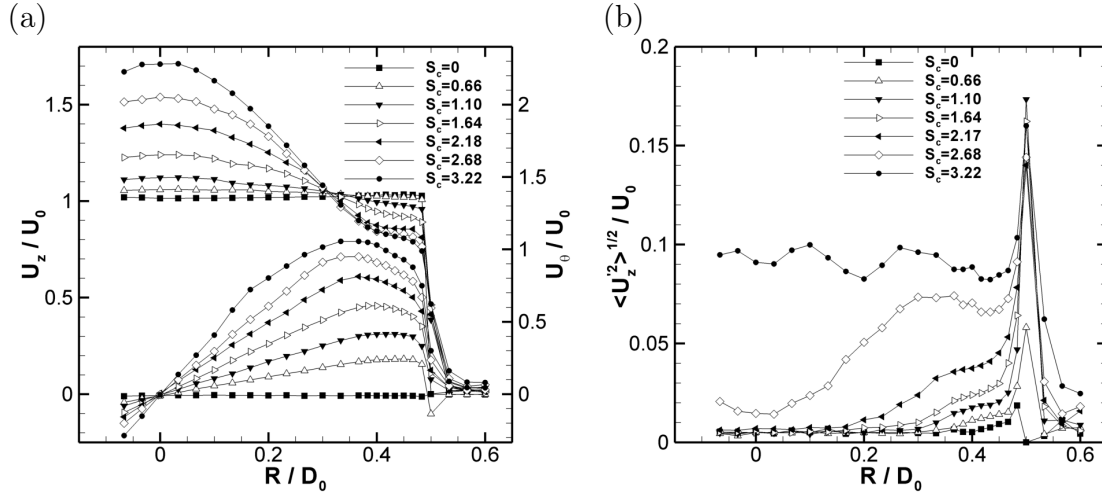 (a)
(b)
U_z / U_0
1.5
1
0.5
0
2
1.5
1
0.5
0
U_θ / U_0
0
0.2
0.4
0.6
R / D_0
S_c=0
S_c=0.66
S_c=1.10
S_c=1.64
S_c=2.18
S_c=2.68
S_c=3.22
<U_z'^2>^1/2 / U_0
0.2
0.15
0.1
0.05
0
0
0.2
0.4
0.6
R / D_0
S_c=0
S_c=0.66
S_c=1.10
S_c=1.64
S_c=2.17
S_c=2.68
S_c=3.22